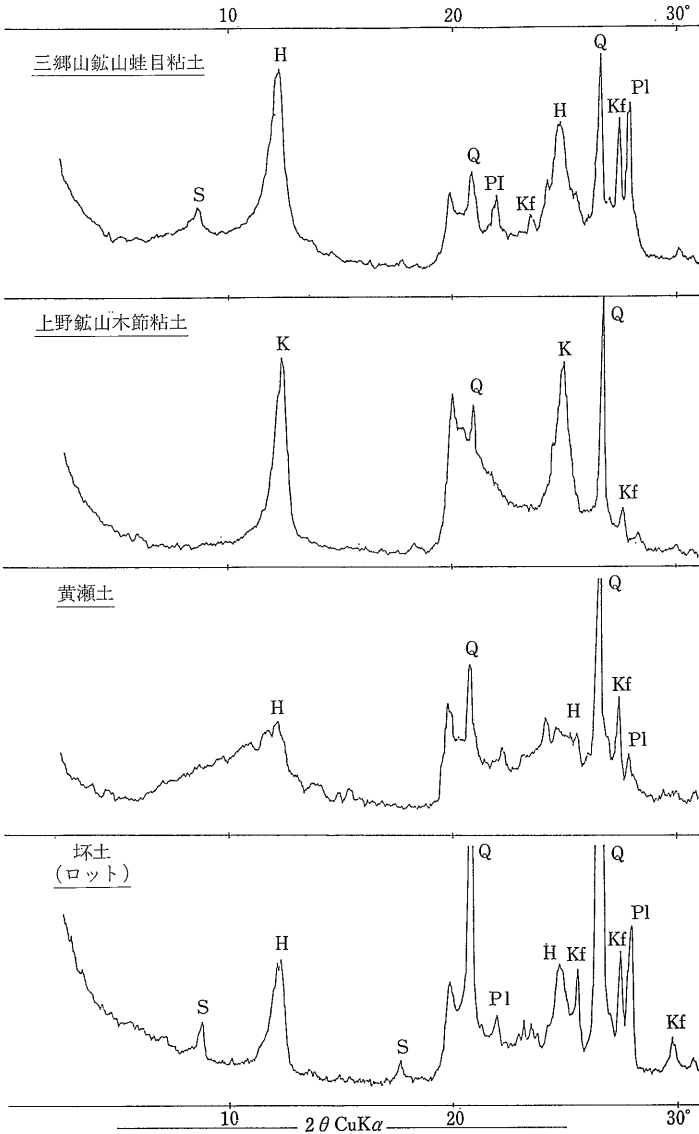 10 20 30°
三郷山鉱山蛙目粘土
S H Q Pl Kf H Q Kf Pl
上野鉱山木節粘土
K Q K Q Kf
黄瀬土
H Q H Q Kf Pl
坏土
(ロット)
S H S Q Pl H Kf Q Kf Pl Kf
10 20 30°
2θ CuKα